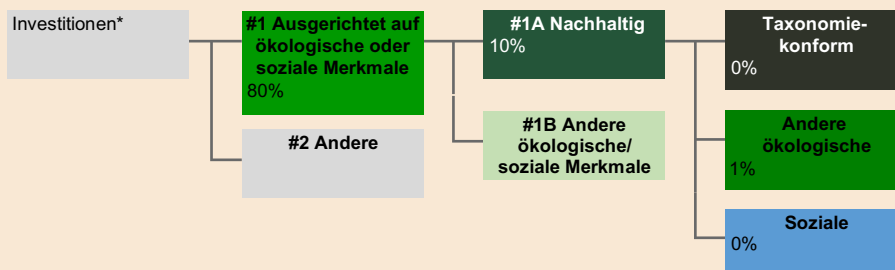 Investitionen*
#1 Ausgerichtet auf
ökologische oder
soziale Merkmale
80%
#2 Andere
#1A Nachhaltig
10%
#1B Andere
ökologische/
soziale Merkmale
Taxonomie-
konform
0%
Andere
ökologische
1%
Soziale
0%